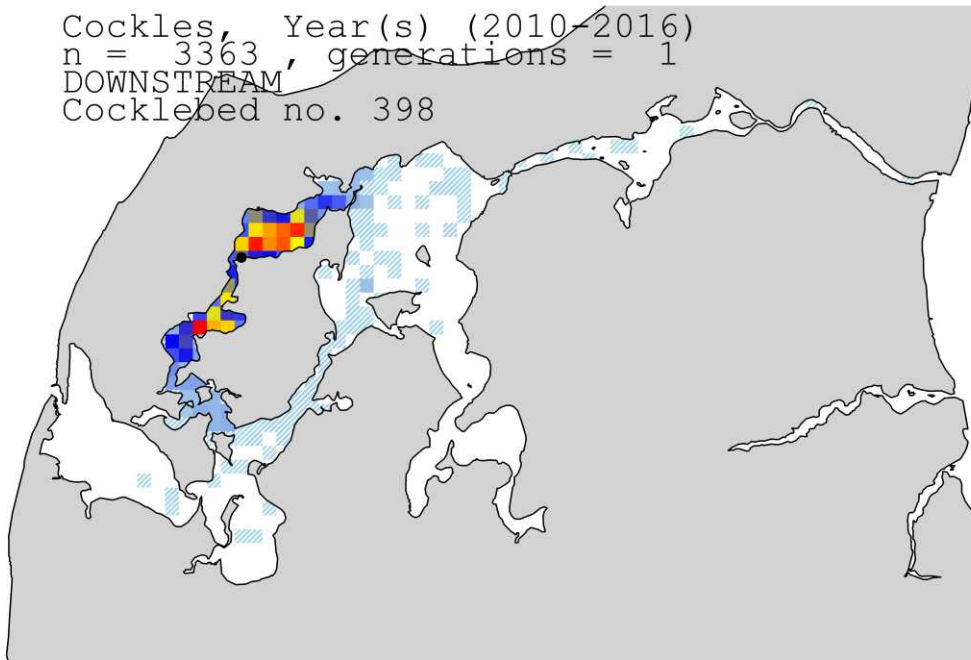 Cockles, Year(s) (2010-2016)
n = 3363 , generations = 1
DOWNSTREAM
Cocklebed no. 398